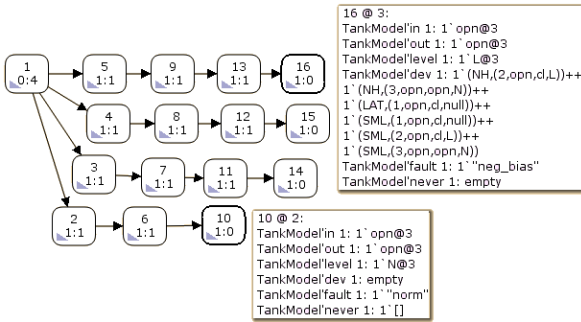 1
0:4
5
1:1
9
1:1
13
1:1
16
1:0
4
1:1
8
1:1
12
1:1
15
1:0
3
1:1
7
1:1
11
1:1
14
1:0
2
1:1
6
1:1
10
1:0
16 @ 3:
TankModel'in 1: 1`opn@3
TankModel'out 1: 1`opn@3
TankModel'level 1: 1`L@3
TankModel'dev 1: 1`(NH,(2,opn,cl,L))++
1`(NH,(3,opn,opn,N))++
1`(LAT,(1,opn,cl,null))++
1`(SML,(1,opn,cl,null))++
1`(SML,(2,opn,cl,L))++
1`(SML,(3,opn,opn,N))
TankModel'fault 1: 1`"neg_bias"
TankModel'never 1: empty
10 @ 2:
TankModel'in 1: 1`opn@3
TankModel'out 1: 1`opn@3
TankModel'level 1: 1`N@3
TankModel'dev 1: empty
TankModel'fault 1: 1`"norm"
TankModel'never 1: 1`[]